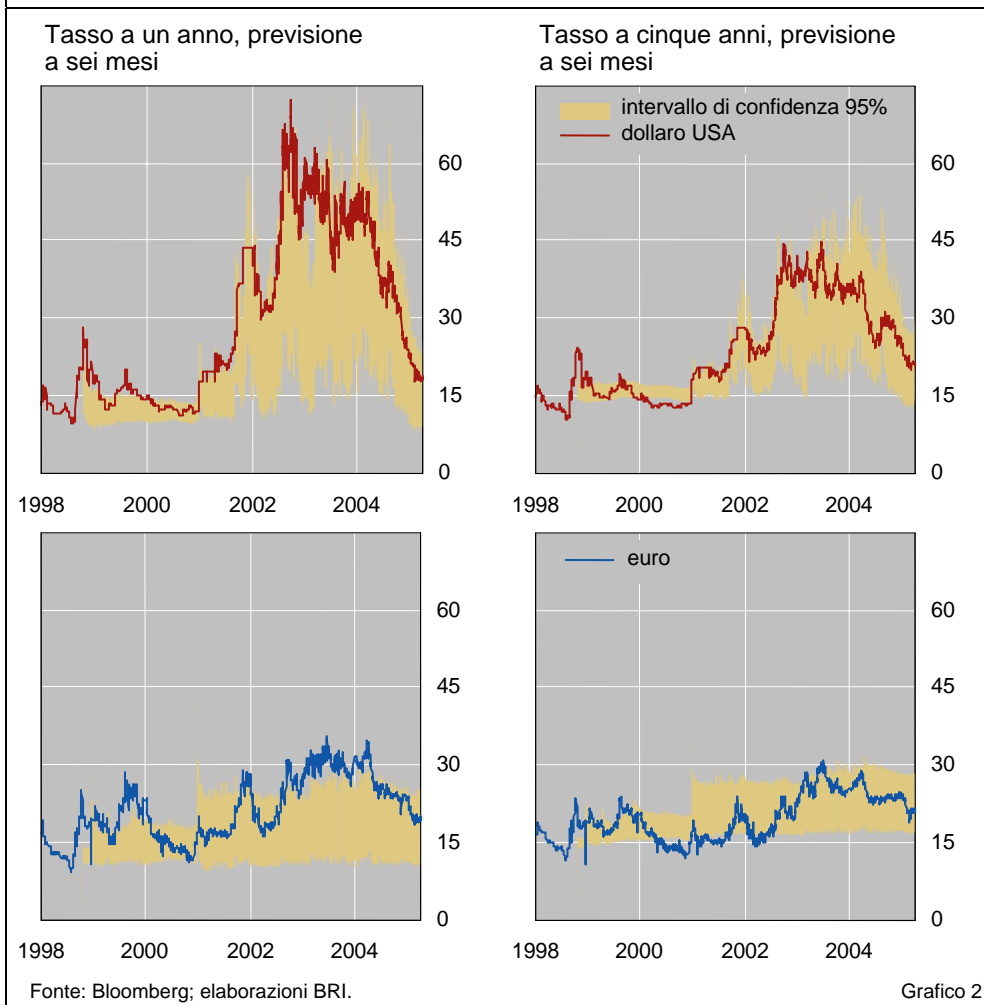 Tasso a un anno, previsione
a sei mesi
60
45
30
15
0
1998 2000 2002 2004
Tasso a cinque anni, previsione
a sei mesi
intervallo di confidenza 95%
dollaro USA
60
45
30
15
0
1998 2000 2002 2004
60
45
30
15
0
1998 2000 2002 2004
euro
60
45
30
15
0
1998 2000 2002 2004
Fonte: Bloomberg; elaborazioni BRI.
Grafico 2